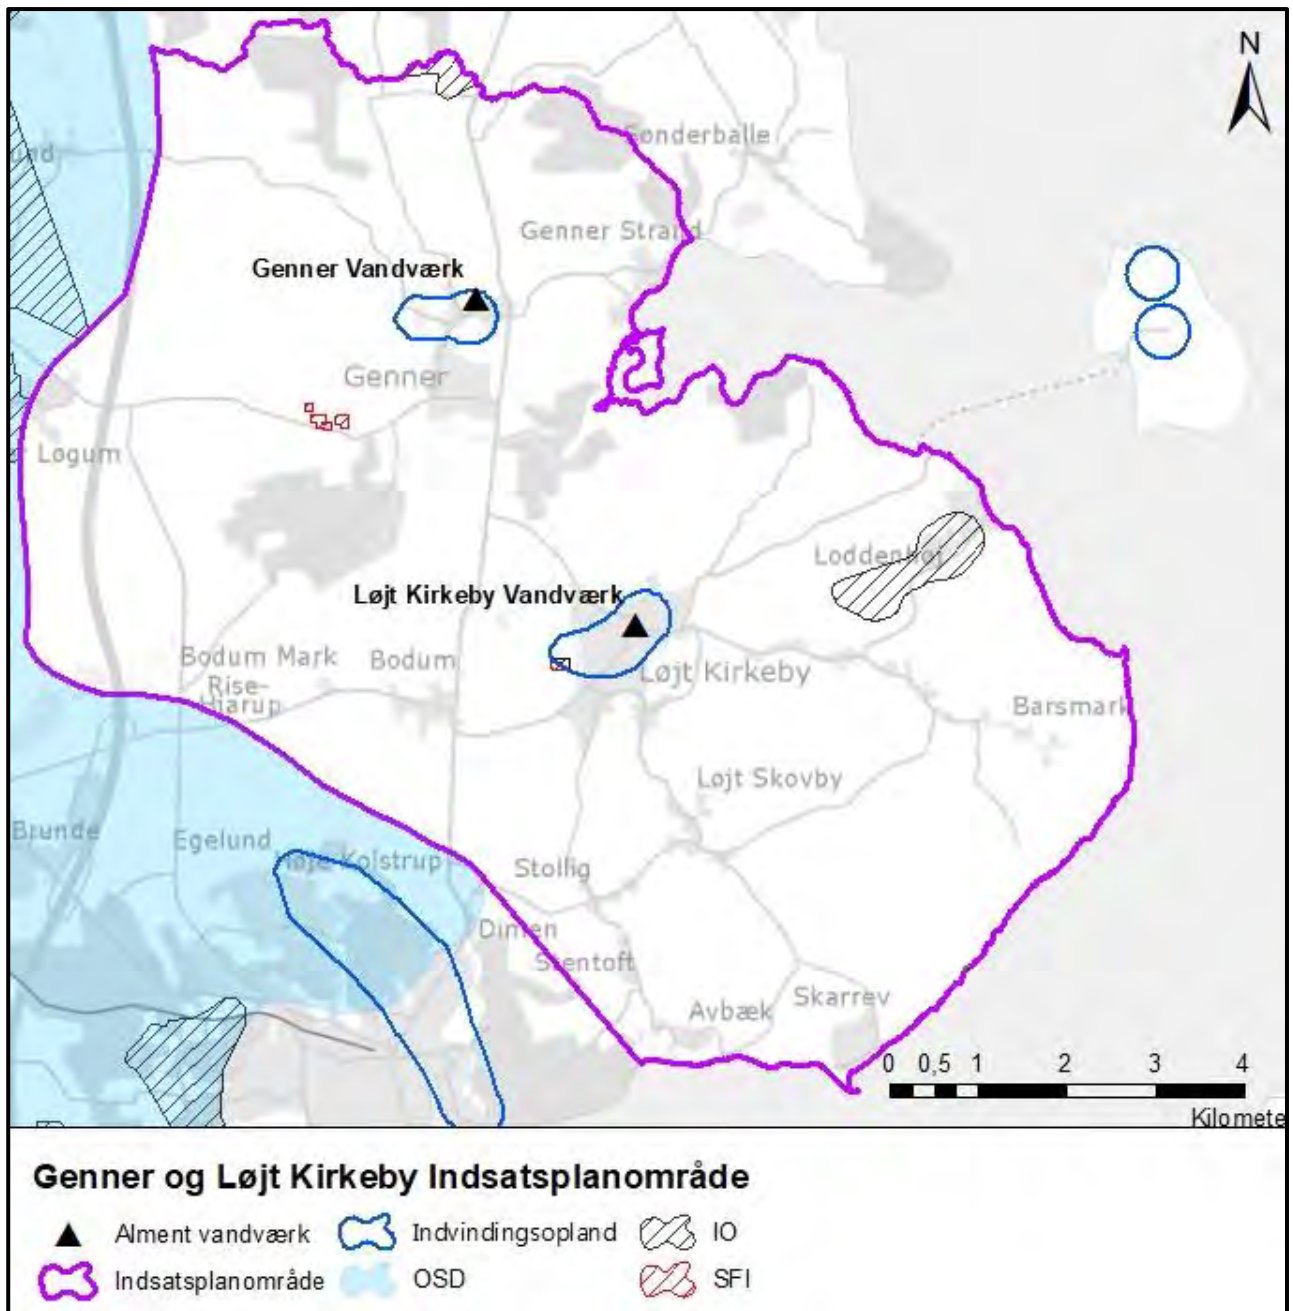 N
Sønderballe
Genner Strand
Genner Vandværk
Genner
Løgum
Loddenhøj
Løjt Kirkeby Vandværk
Bodum Mark
Bodum
Rise-
Hjarup
Løjt Kirkeby
Barsmark
Løjt Skovby
Brunde
Egelund
Høje Kolstrup
Stollig
Dimen
Stentoft
Avbæk
Skarrev
0 0,5 1 2 3 4
Kilomete
Genner og Løjt Kirkeby Indsatsplanområde
Alment vandværk
Indvindingsopland
IO
Indsatsplanområde
OSD
SFI